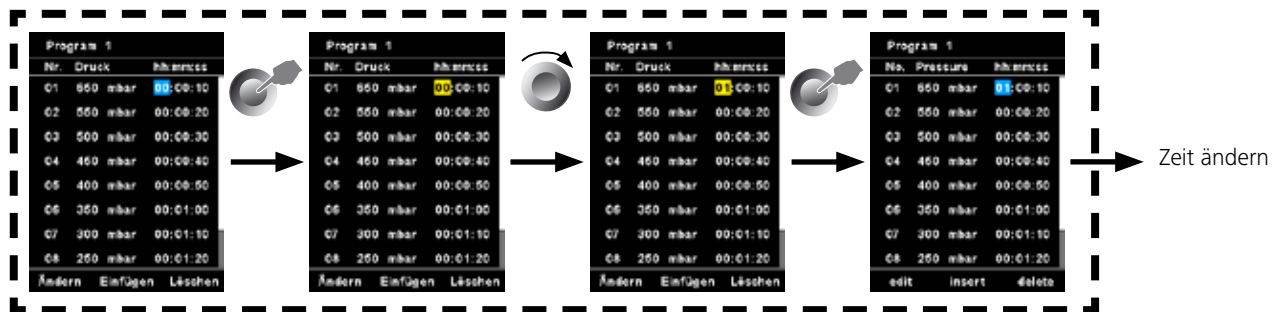 Program 1
Nr. Druck hh:mm:ss
01 650 mbar 00:00:10
02 550 mbar 00:00:20
03 500 mbar 00:00:30
04 450 mbar 00:00:40
05 400 mbar 00:00:50
06 350 mbar 00:01:00
07 300 mbar 00:01:10
08 250 mbar 00:01:20
Ändern Einfügen Löschen
Program 1
Nr. Druck hh:mm:ss
01 650 mbar 00:00:10
02 550 mbar 00:00:20
03 500 mbar 00:00:30
04 450 mbar 00:00:40
05 400 mbar 00:00:50
06 350 mbar 00:01:00
07 300 mbar 00:01:10
08 250 mbar 00:01:20
Ändern Einfügen Löschen
Program 1
Nr. Druck hh:mm:ss
01 650 mbar 01:00:10
02 550 mbar 00:00:20
03 500 mbar 00:00:30
04 450 mbar 00:00:40
05 400 mbar 00:00:50
06 350 mbar 00:01:00
07 300 mbar 00:01:10
08 250 mbar 00:01:20
Ändern Einfügen Löschen
Program 1
No. Pressure hh:mm:ss
01 650 mbar 01:00:10
02 550 mbar 00:00:20
03 500 mbar 00:00:30
04 450 mbar 00:00:40
05 400 mbar 00:00:50
06 350 mbar 00:01:00
07 300 mbar 00:01:10
08 250 mbar 00:01:20
edit insert delete
Zeit ändern